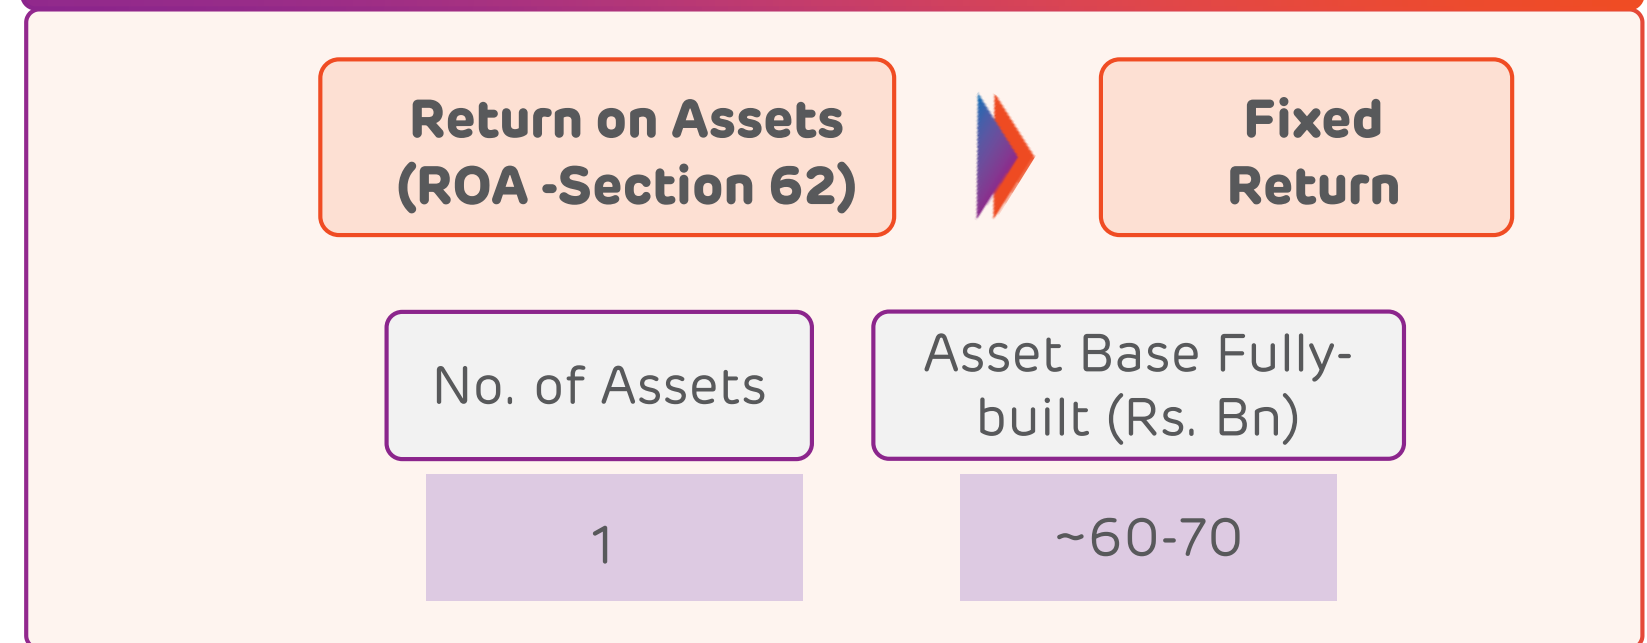 Return on Assets
(ROA -Section 62)
Fixed
Return
No. of Assets
Asset Base Fully-
built (Rs. Bn)
1
~60-70